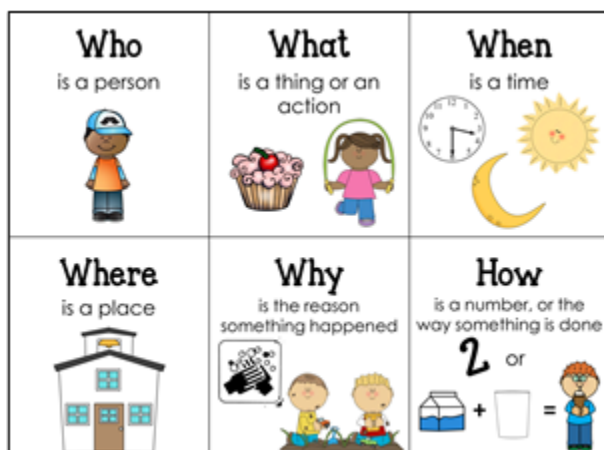 Who
is a person
What
is a thing or an
action
When
is a time
Where
is a place
Why
is the reason
something happened
How
is a number, or the
way something is done
2 or
+ =